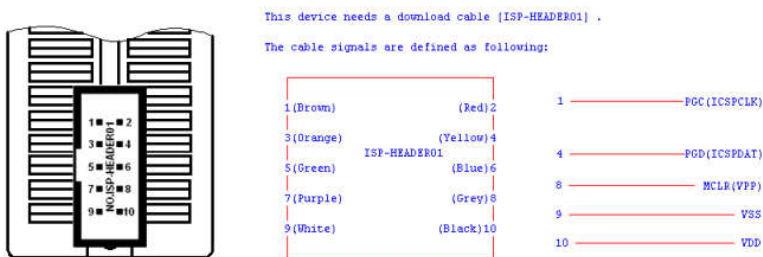 This device needs a download cable [ISP-HEADER01] .
The cable signals are defined as following:
1 2
3 4
5 6
7 8
9 10
NO.ISP-HEADER01
1(Brown) (Red)2
3(Orange) (Yellow)4
ISP-HEADER01
5(Green) (Blue)6
7(Purple) (Grey)8
9(White) (Black)10
1 PGC(ICSPCLK)
4 PGD(ICSPDAT)
8 MCLR(VPP)
9 VSS
10 VDD